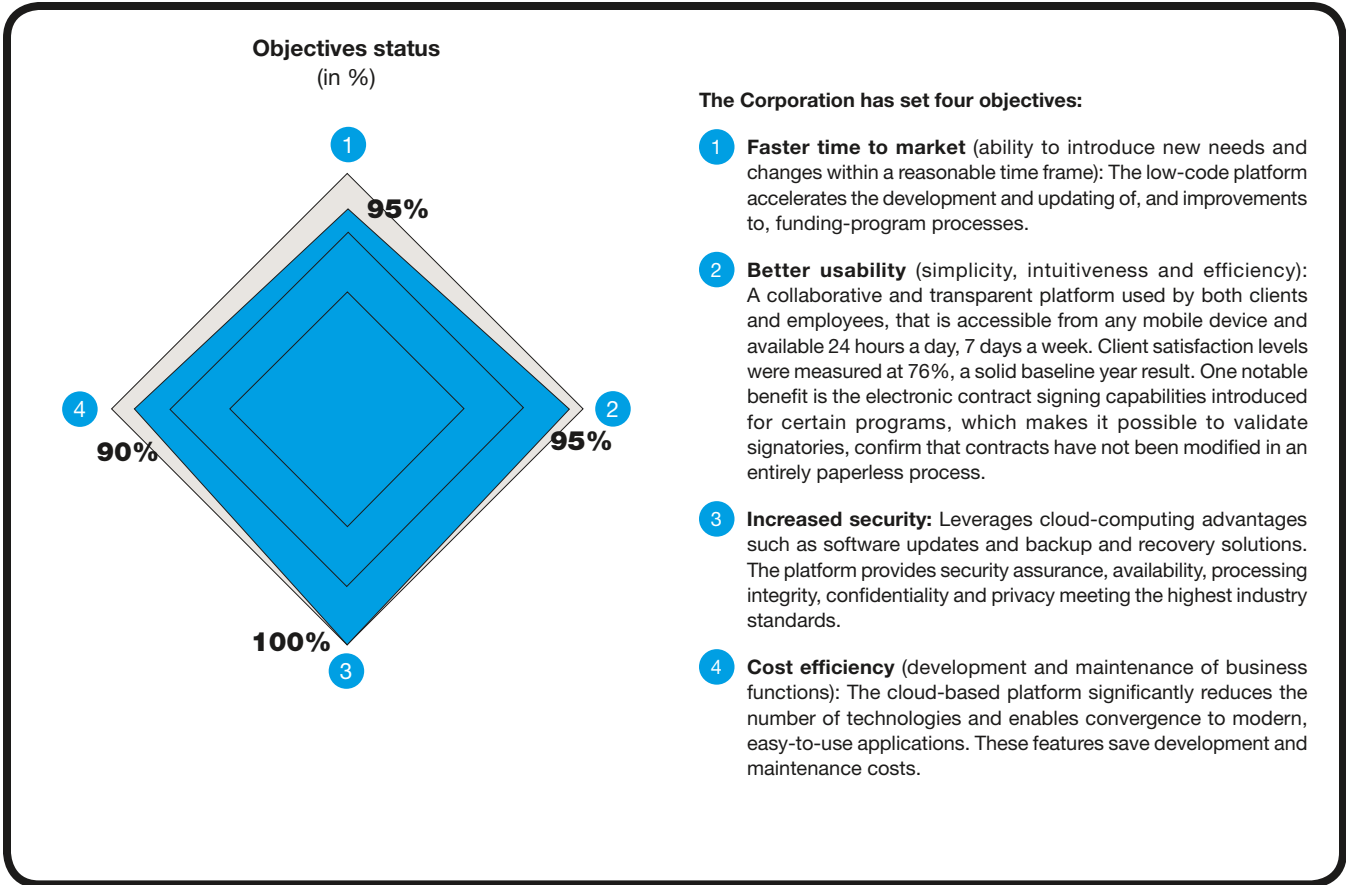 Objectives status
(in %)
1
95%
4
2
90%
95%
100%
3
The Corporation has set four objectives:
1 Faster time to market (ability to introduce new needs and
changes within a reasonable time frame): The low-code platform
accelerates the development and updating of, and improvements
to, funding-program processes.
2 Better usability (simplicity, intuitiveness and efficiency):
A collaborative and transparent platform used by both clients
and employees, that is accessible from any mobile device and
available 24 hours a day, 7 days a week. Client satisfaction levels
were measured at 76%, a solid baseline year result. One notable
benefit is the electronic contract signing capabilities introduced
for certain programs, which makes it possible to validate
signatories, confirm that contracts have not been modified in an
entirely paperless process.
3 Increased security: Leverages cloud-computing advantages
such as software updates and backup and recovery solutions.
The platform provides security assurance, availability, processing
integrity, confidentiality and privacy meeting the highest industry
standards.
4 Cost efficiency (development and maintenance of business
functions): The cloud-based platform significantly reduces the
number of technologies and enables convergence to modern,
easy-to-use applications. These features save development and
maintenance costs.